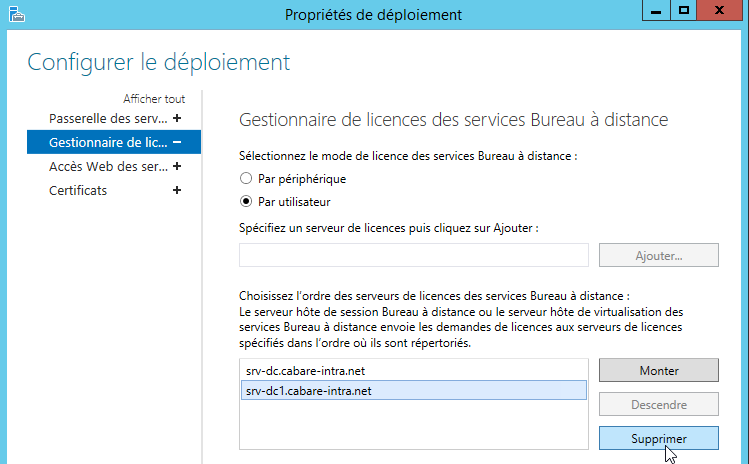 Propriétés de déploiement
Configurer le déploiement
Afficher tout
Passerelle des serv... +
Gestionnaire de lic... –
Accès Web des ser... +
Certificats +
Gestionnaire de licences des services Bureau à distance
Sélectionnez le mode de licence des services Bureau à distance :
Par périphérique
Par utilisateur
Spécifiez un serveur de licences puis cliquez sur Ajouter :
Ajouter...
Choisissez l'ordre des serveurs de licences des services Bureau à distance :
Le serveur hôte de session Bureau à distance ou le serveur hôte de virtualisation des
services Bureau à distance envoie les demandes de licences aux serveurs de licences
spécifiés dans l'ordre où ils sont répertoriés.
srv-dc.cabare-intra.net
srv-dc1.cabare-intra.net
Monter
Descendre
Supprimer